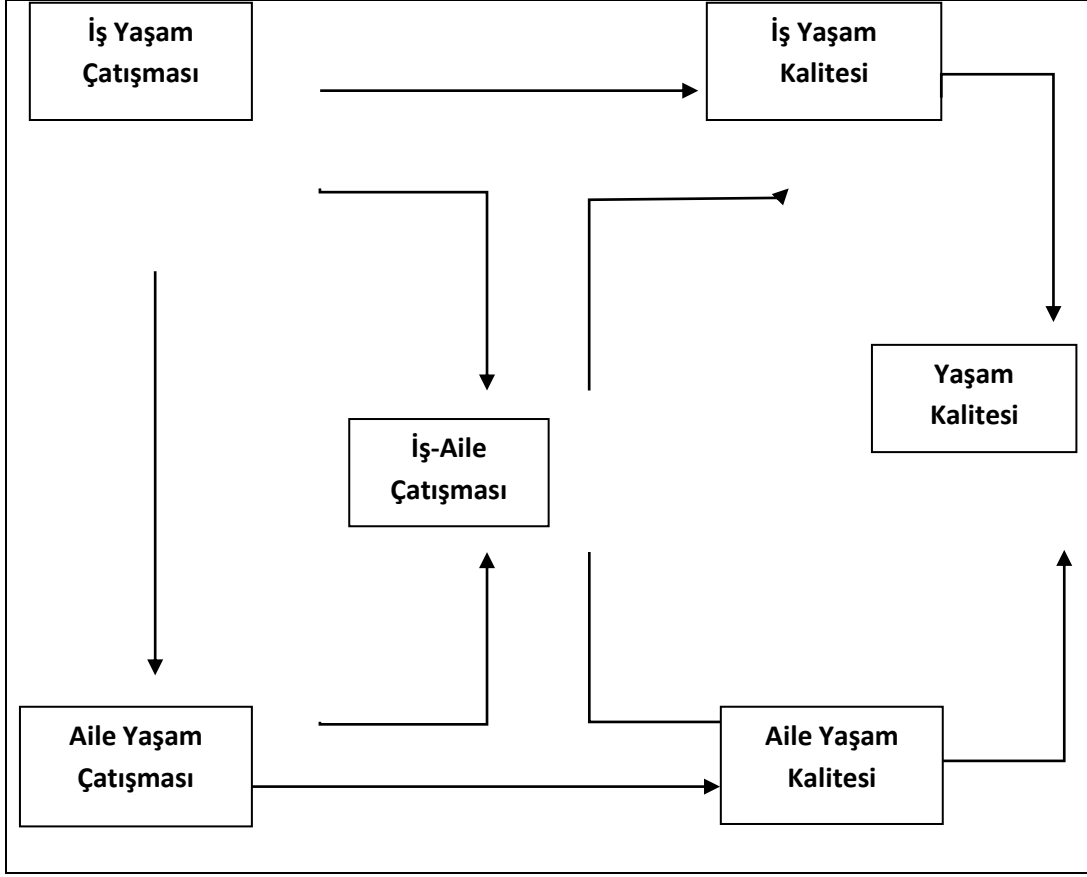 İş Yaşam
Çatışması
İş Yaşam
Kalitesi
Yaşam
Kalitesi
İş-Aile
Çatışması
Aile Yaşam
Çatışması
Aile Yaşam
Kalitesi